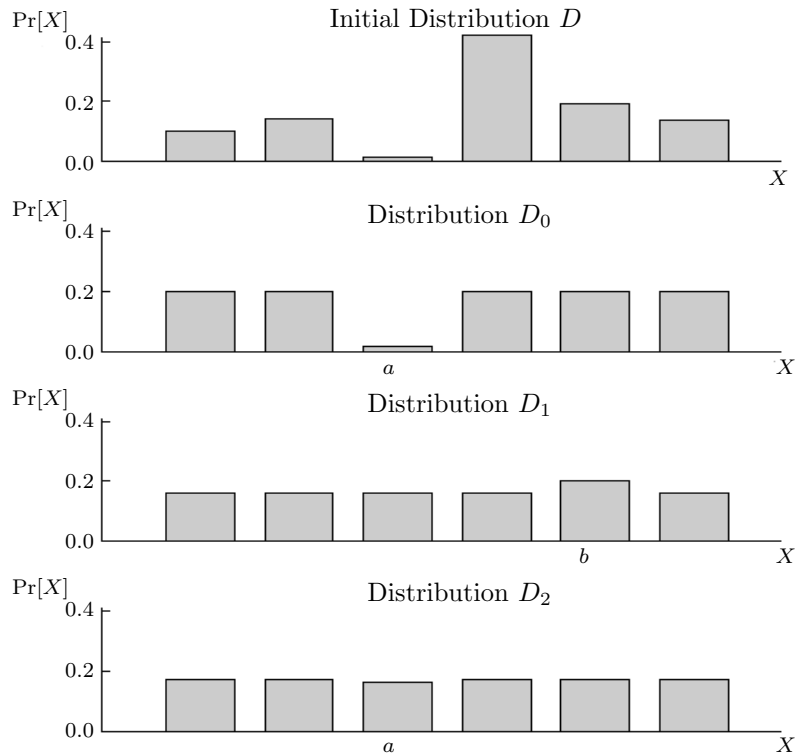 Initial Distribution D
Pr[X]
0.4
0.2
0.0
X
Distribution D₀
Pr[X]
0.4
0.2
0.0
a
X
Distribution D₁
Pr[X]
0.4
0.2
0.0
b
X
Distribution D₂
Pr[X]
0.4
0.2
0.0
a
X